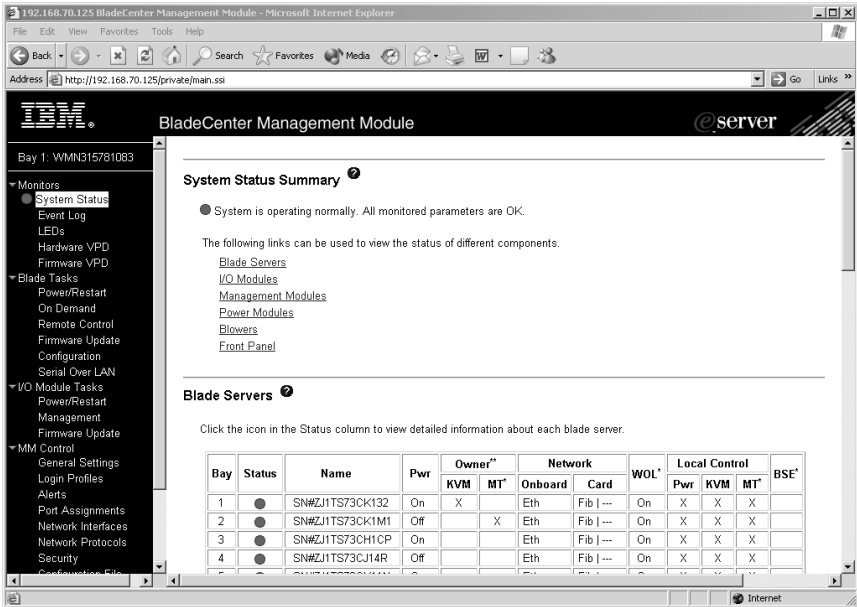 192.168.70.125 BladeCenter Management Module - Microsoft Internet Explorer
File Edit View Favorites Tools Help
Back Search Favorites Media
Address http://192.168.70.125/private/main.ssi Go Links »
IBM. BladeCenter Management Module eserver
Bay 1: WMN315781083
Monitors
System Status
Event Log
LEDs
Hardware VPD
Firmware VPD
Blade Tasks
Power/Restart
On Demand
Remote Control
Firmware Update
Configuration
Serial Over LAN
I/O Module Tasks
Power/Restart
Management
Firmware Update
MM Control
General Settings
Login Profiles
Alerts
Port Assignments
Network Interfaces
Network Protocols
Security
Configuration File
System Status Summary ?
System is operating normally. All monitored parameters are OK.
The following links can be used to view the status of different components.
Blade Servers
I/O Modules
Management Modules
Power Modules
Blowers
Front Panel
Blade Servers ?
Click the icon in the Status column to view detailed information about each blade server.
Bay Status Name Pwr Owner** Network WOL* Local Control BSE*
KVM MT* Onboard Card Pwr KVM MT*
1 SN#ZJ1TS73CK132 On X Eth Fib | --- On X X X
2 SN#ZJ1TS73CK1M1 Off X Eth Fib | --- On X X X
3 SN#ZJ1TS73CH1CP On Eth Fib | --- On X X X
4 SN#ZJ1TS73CJ14R Off Eth Fib | --- On X X X
Internet